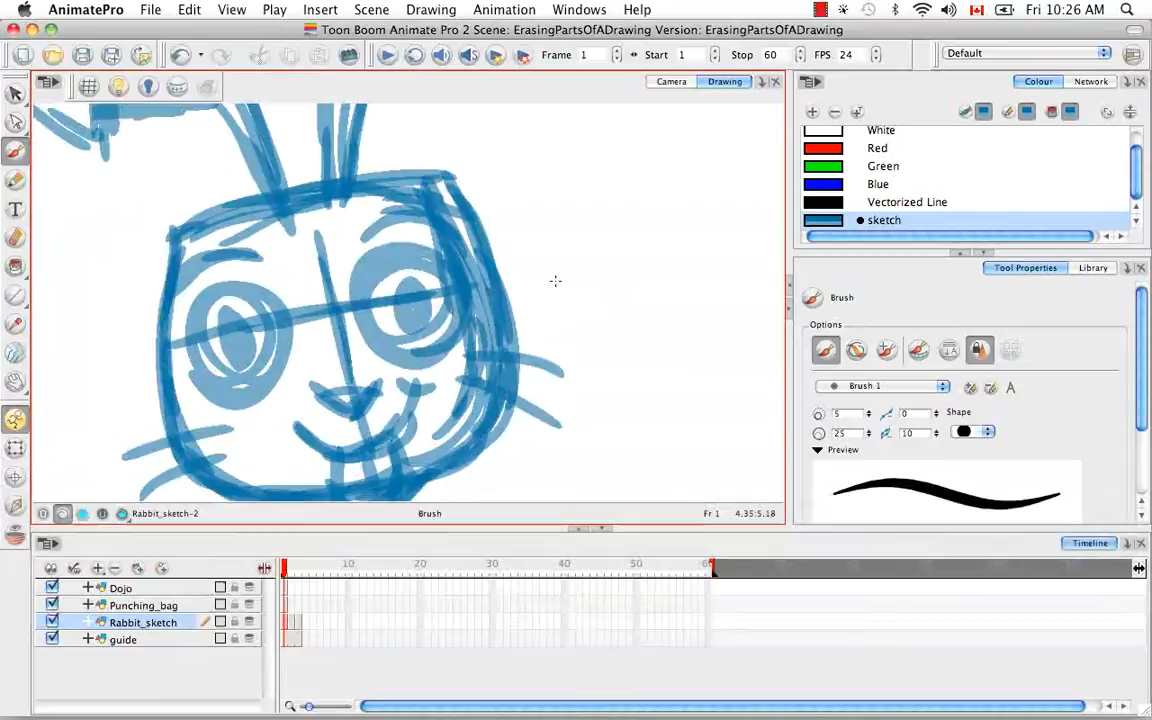 AnimatePro File Edit View Play Insert Scene Drawing Animation Windows Help Fri 10:26 AM
Toon Boom Animate Pro 2 Scene: ErasingPartsOfADrawing Version: ErasingPartsOfADrawing
Frame 1 Start 1 Stop 60 FPS 24 Default
Camera Drawing Colour Network
White
Red
Green
Blue
Vectorized Line
sketch
Tool Properties Library
Brush
Options
Brush 1
5 0 Shape
25 10
Preview
Rabbit_sketch-2 Brush Fr 1 4.35:5.18
Timeline
10 20 30 40 50 60
Dojo
Punching_bag
Rabbit_sketch
guide